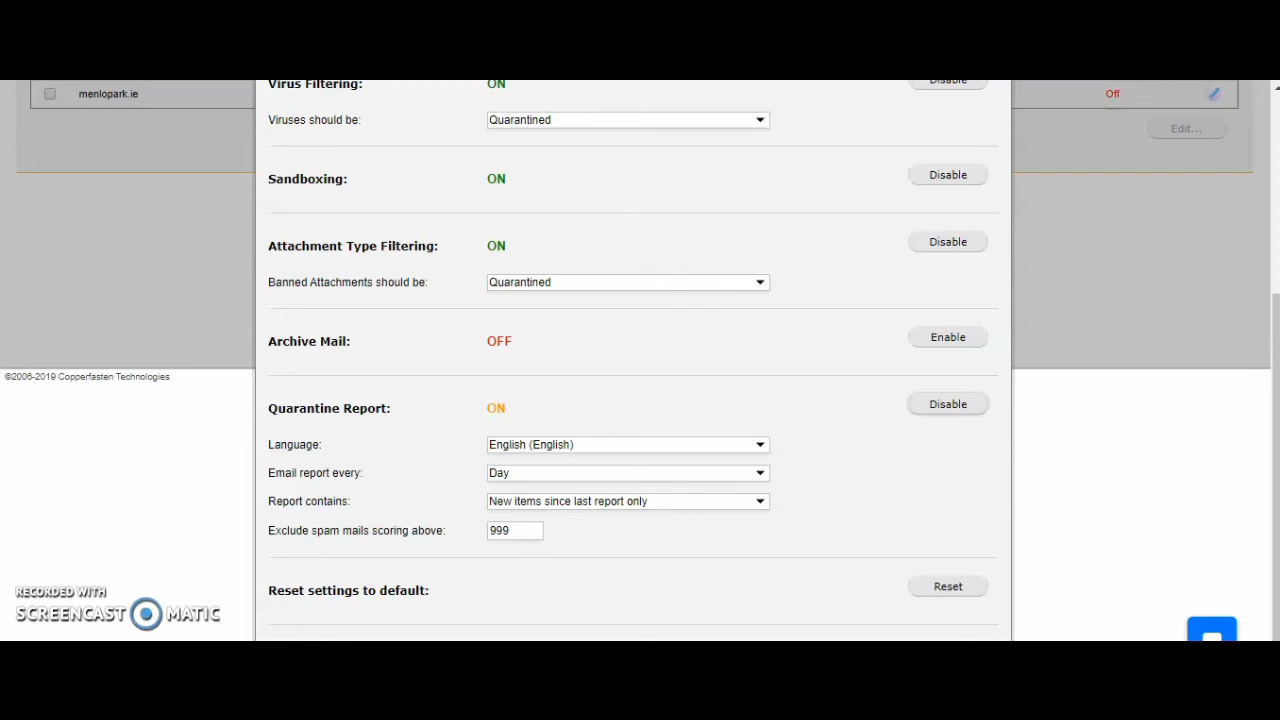 Virus Filtering: ON Disable
menlopark.ie Off
Viruses should be: Quarantined
Edit...
Sandboxing: ON Disable
Attachment Type Filtering: ON Disable
Banned Attachments should be: Quarantined
Archive Mail: OFF Enable
©2006-2019 Copperfasten Technologies
Quarantine Report: ON Disable
Language: English (English)
Email report every: Day
Report contains: New items since last report only
Exclude spam mails scoring above: 999
Reset settings to default: Reset
RECORDED WITH
SCREENCAST MATIC